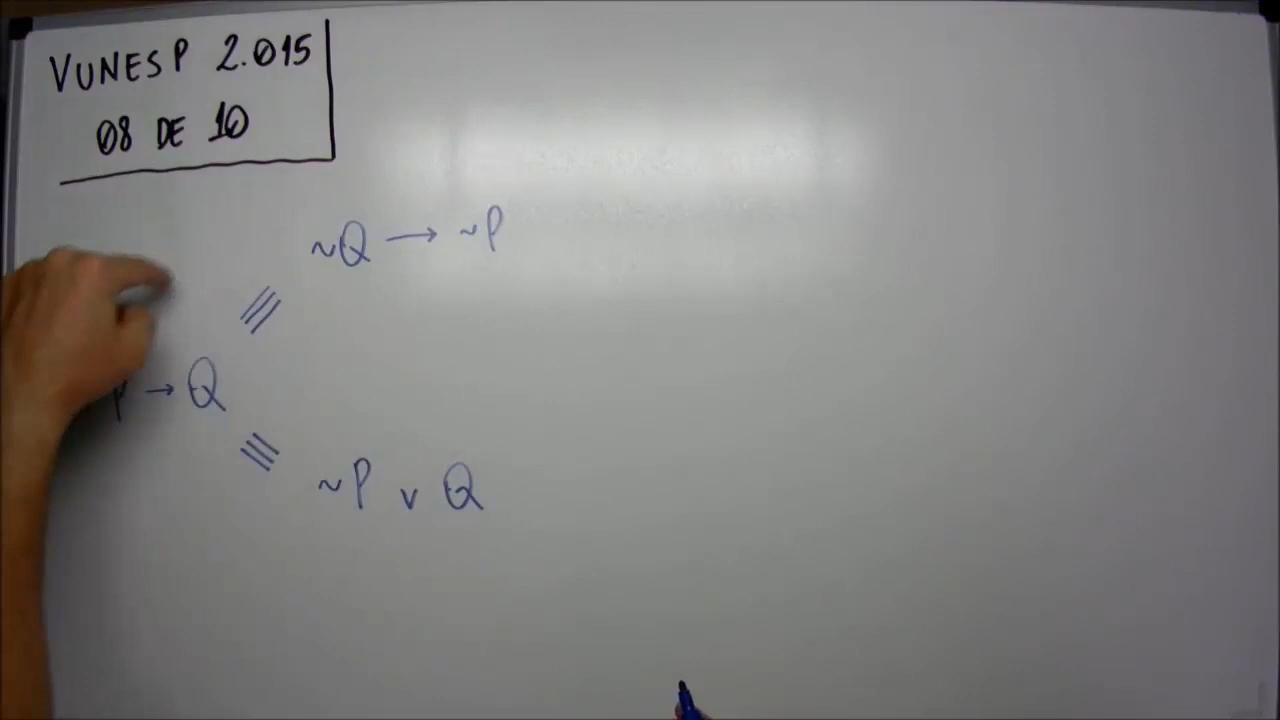 VUNESP 2.015
08 DE 10
~Q → ~P
≡
P → Q
≡
~P v Q